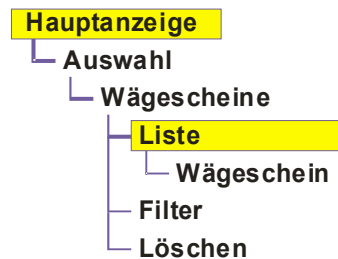 Hauptanzeige
Auswahl
Wägescheine
Liste
Wägeschein
Filter
Löschen